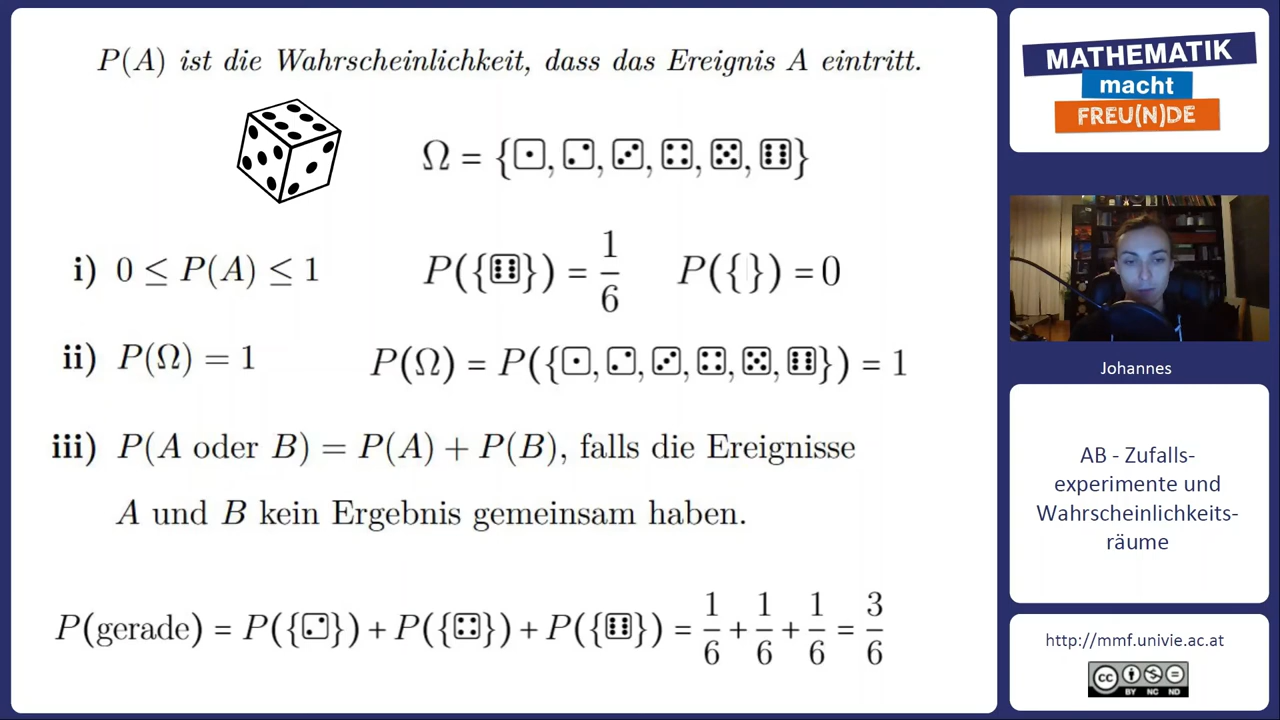 P(A) ist die Wahrscheinlichkeit, dass das Ereignis A eintritt.
Ω = {⚀, ⚁, ⚂, ⚃, ⚄, ⚅}
i) 0 ≤ P(A) ≤ 1
P({⚅}) = 1/6
P({}) = 0
ii) P(Ω) = 1
P(Ω) = P({⚀, ⚁, ⚂, ⚃, ⚄, ⚅}) = 1
iii) P(A oder B) = P(A) + P(B), falls die Ereignisse
A und B kein Ergebnis gemeinsam haben.
P(gerade) = P({⚁}) + P({⚃}) + P({⚅}) = 1/6 + 1/6 + 1/6 = 3/6
MATHEMATIK
macht
FREU(N)DE
Johannes
AB - Zufalls-
experimente und
Wahrscheinlichkeits-
räume
http://mmf.univie.ac.at
cc
BY NC ND